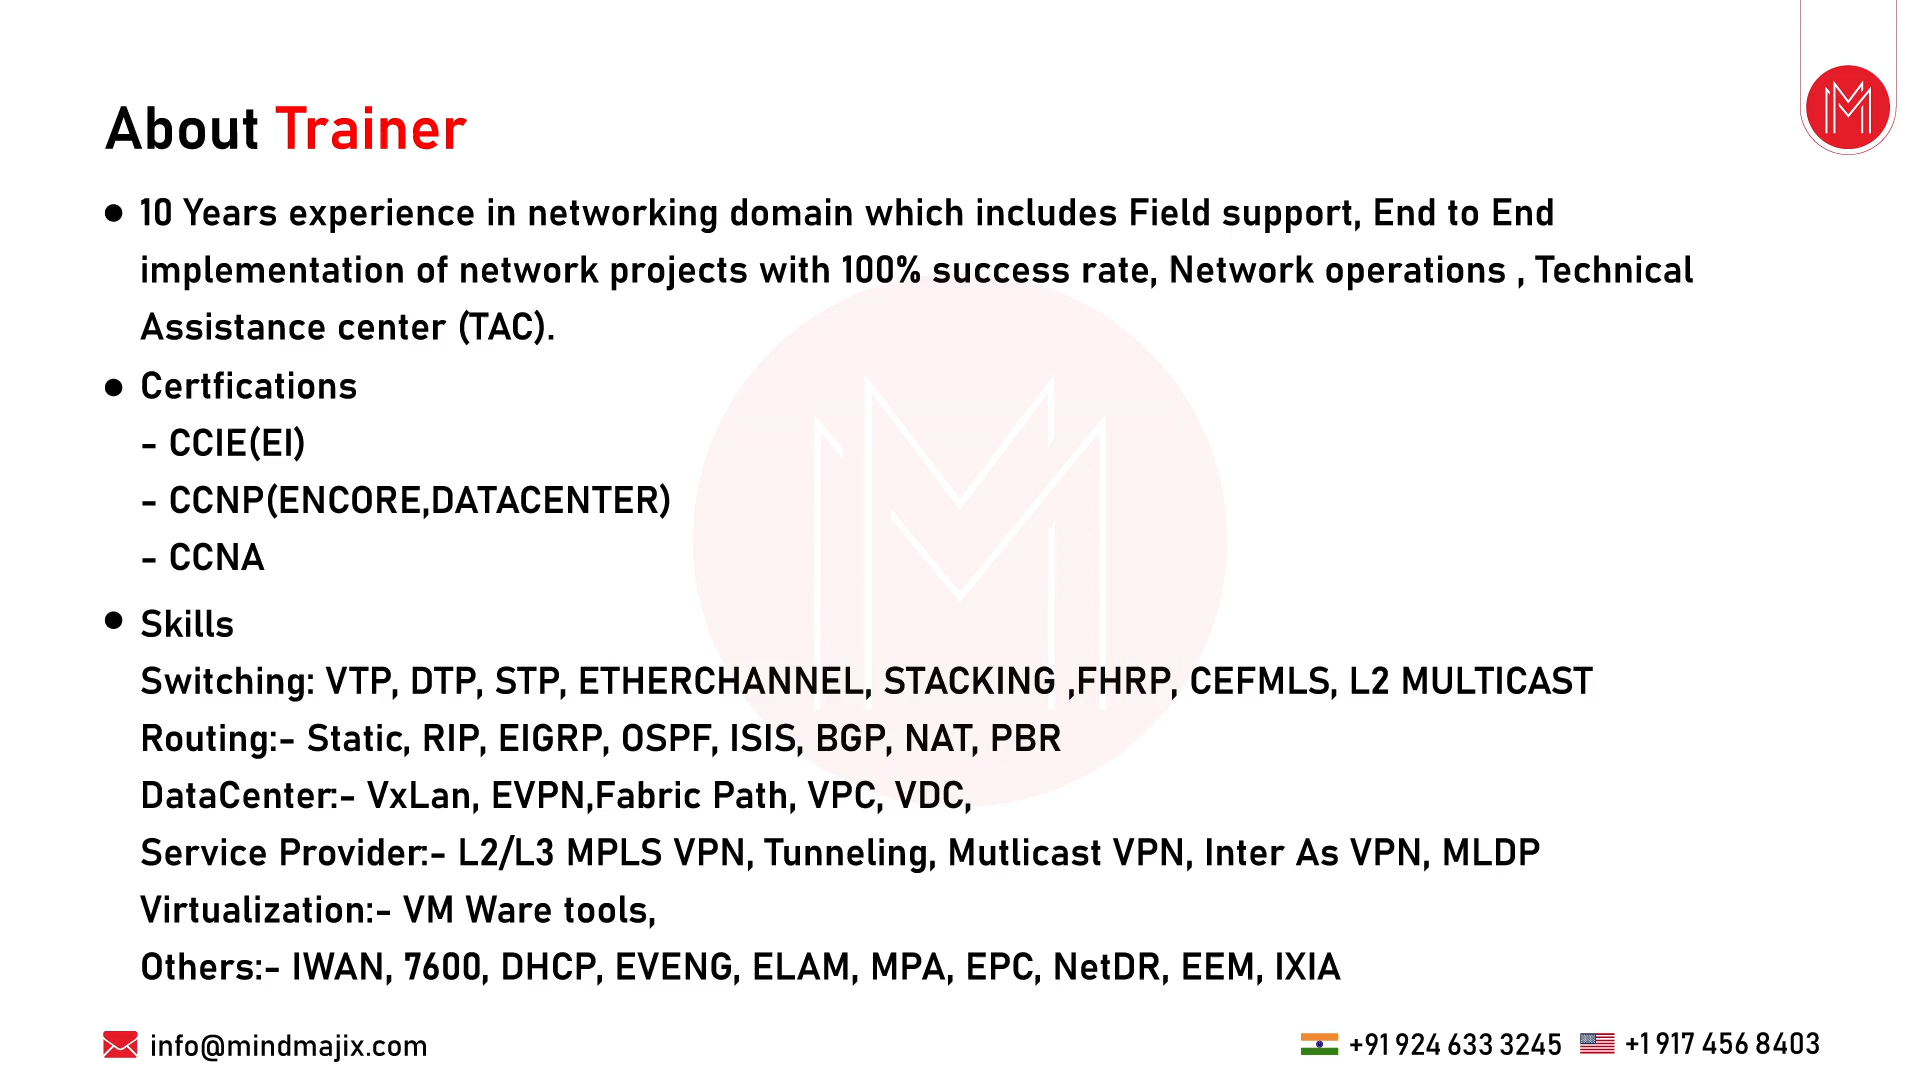 About Trainer
● 10 Years experience in networking domain which includes Field support, End to End
implementation of network projects with 100% success rate, Network operations , Technical
Assistance center (TAC).
● Certfications
- CCIE(EI)
- CCNP(ENCORE,DATACENTER)
- CCNA
● Skills
Switching: VTP, DTP, STP, ETHERCHANNEL, STACKING ,FHRP, CEFMLS, L2 MULTICAST
Routing:- Static, RIP, EIGRP, OSPF, ISIS, BGP, NAT, PBR
DataCenter:- VxLan, EVPN,Fabric Path, VPC, VDC,
Service Provider:- L2/L3 MPLS VPN, Tunneling, Mutlicast VPN, Inter As VPN, MLDP
Virtualization:- VM Ware tools,
Others:- IWAN, 7600, DHCP, EVENG, ELAM, MPA, EPC, NetDR, EEM, IXIA
info@mindmajix.com +91 924 633 3245 +1 917 456 8403